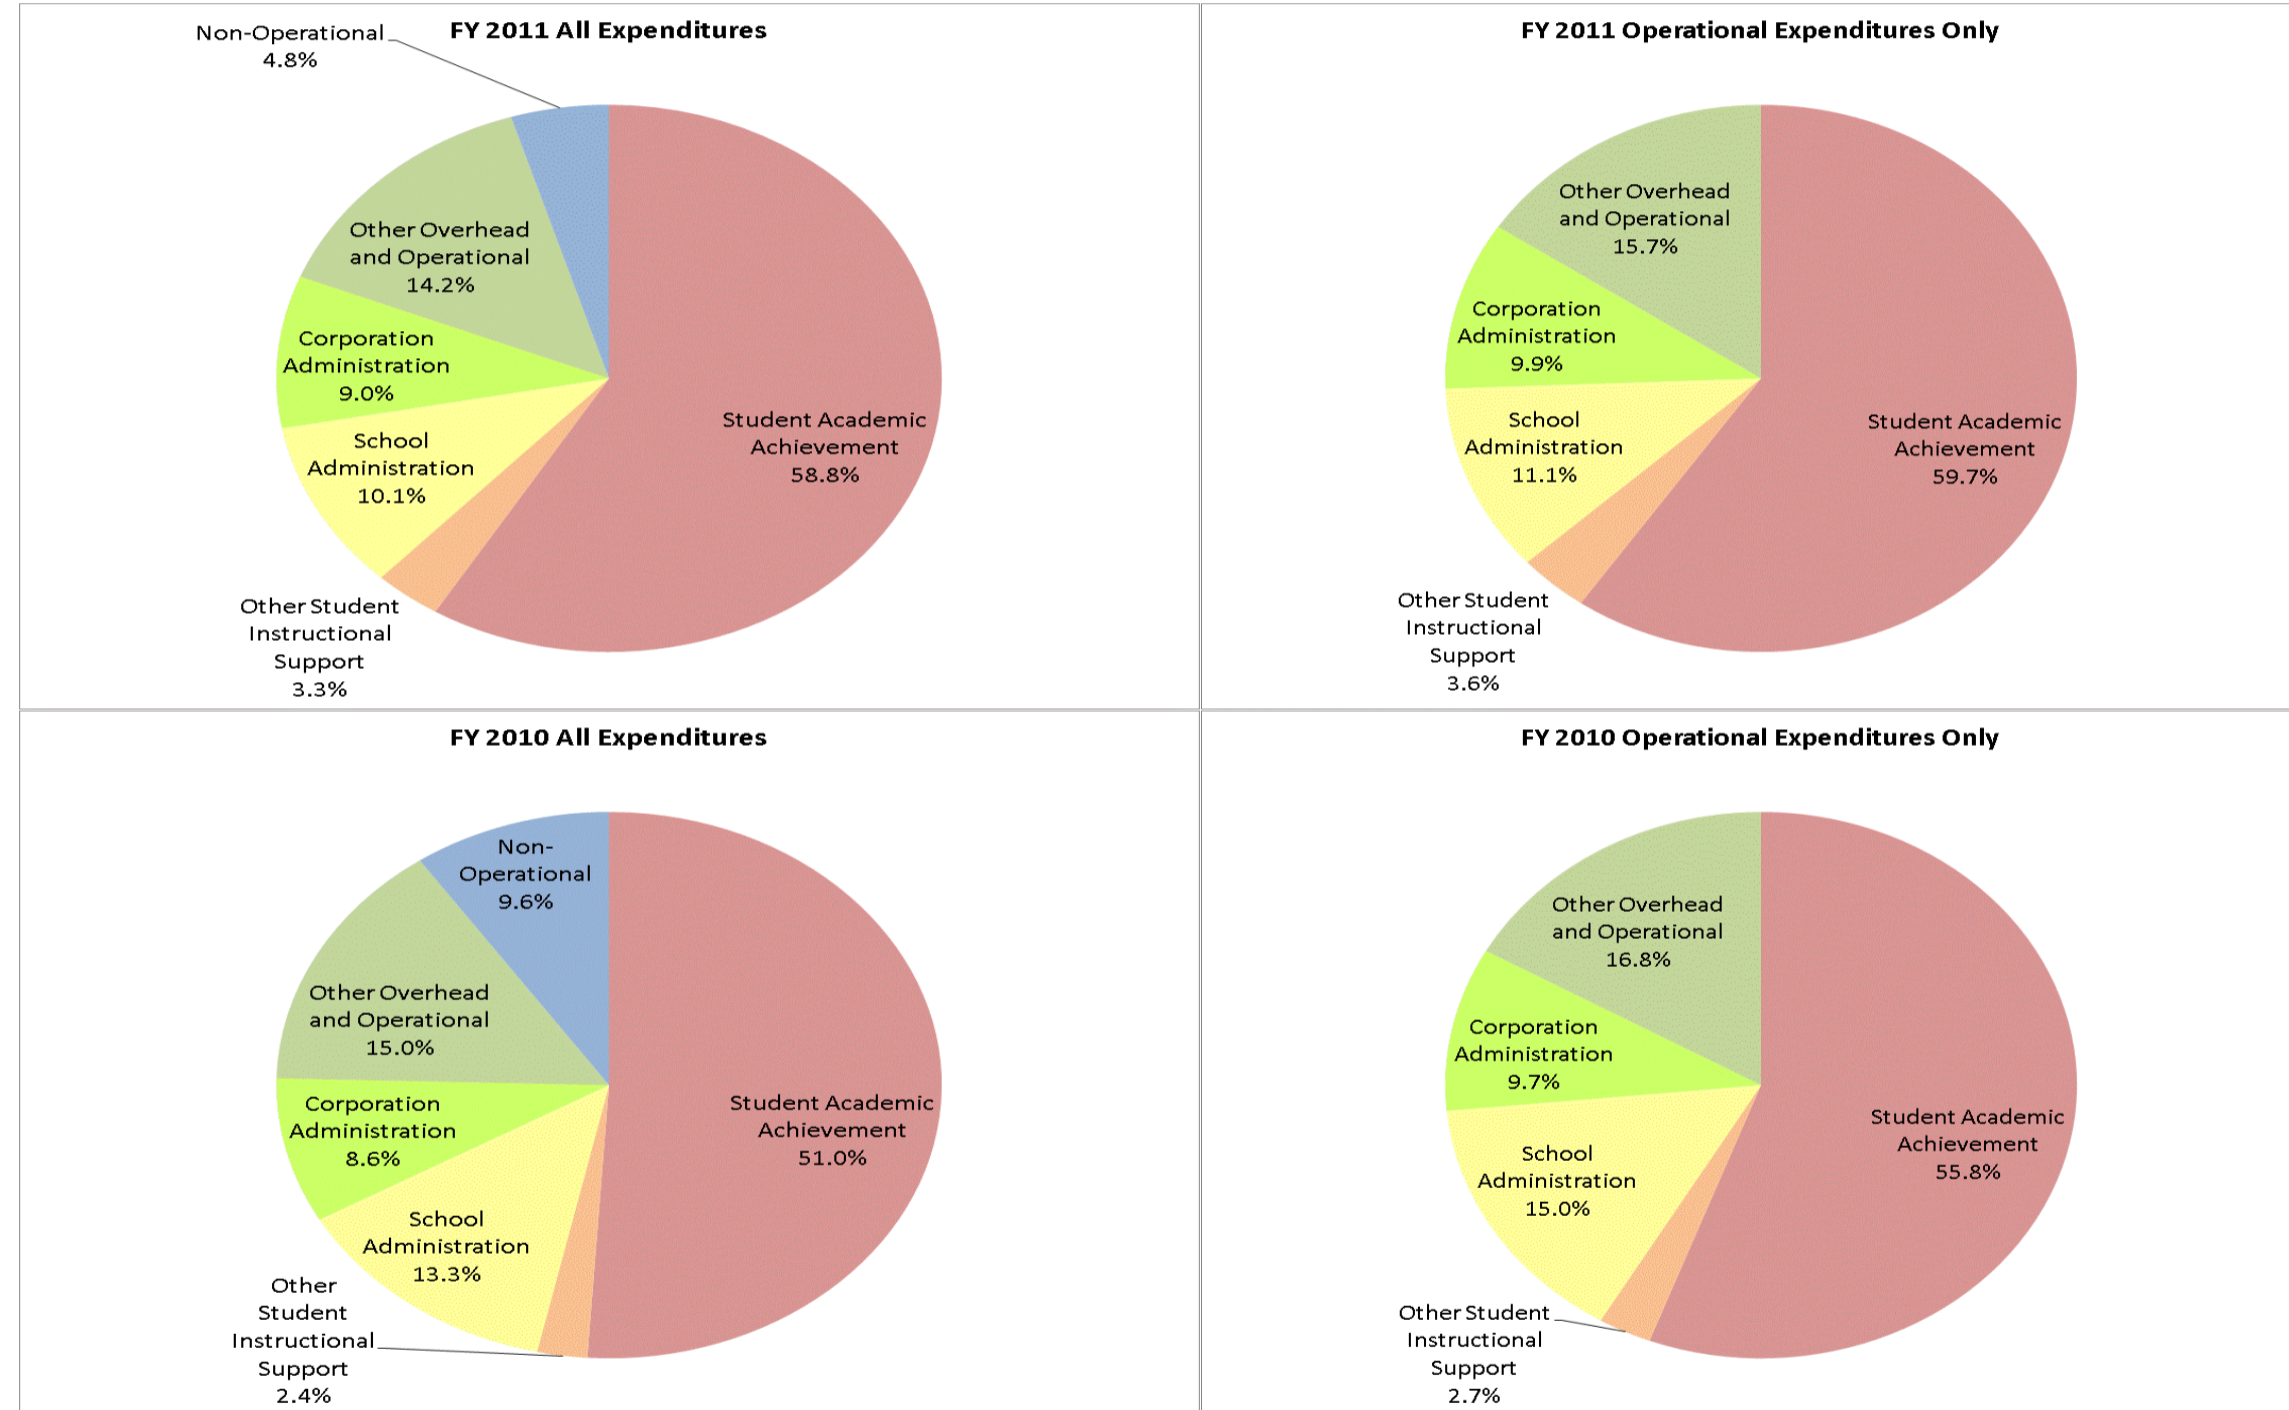 FY 2011 All Expenditures
Non-Operational
4.8%
Other Overhead
and Operational
14.2%
Corporation
Administration
9.0%
School
Administration
10.1%
Other Student
Instructional
Support
3.3%
Student Academic
Achievement
58.8%
FY 2011 Operational Expenditures Only
Other Overhead
and Operational
15.7%
Corporation
Administration
9.9%
School
Administration
11.1%
Other Student
Instructional
Support
3.6%
Student Academic
Achievement
59.7%
FY 2010 All Expenditures
Non-
Operational
9.6%
Other Overhead
and Operational
15.0%
Corporation
Administration
8.6%
School
Administration
13.3%
Other
Student
Instructional
Support
2.4%
Student Academic
Achievement
51.0%
FY 2010 Operational Expenditures Only
Other Overhead
and Operational
16.8%
Corporation
Administration
9.7%
School
Administration
15.0%
Other Student
Instructional
Support
2.7%
Student Academic
Achievement
55.8%